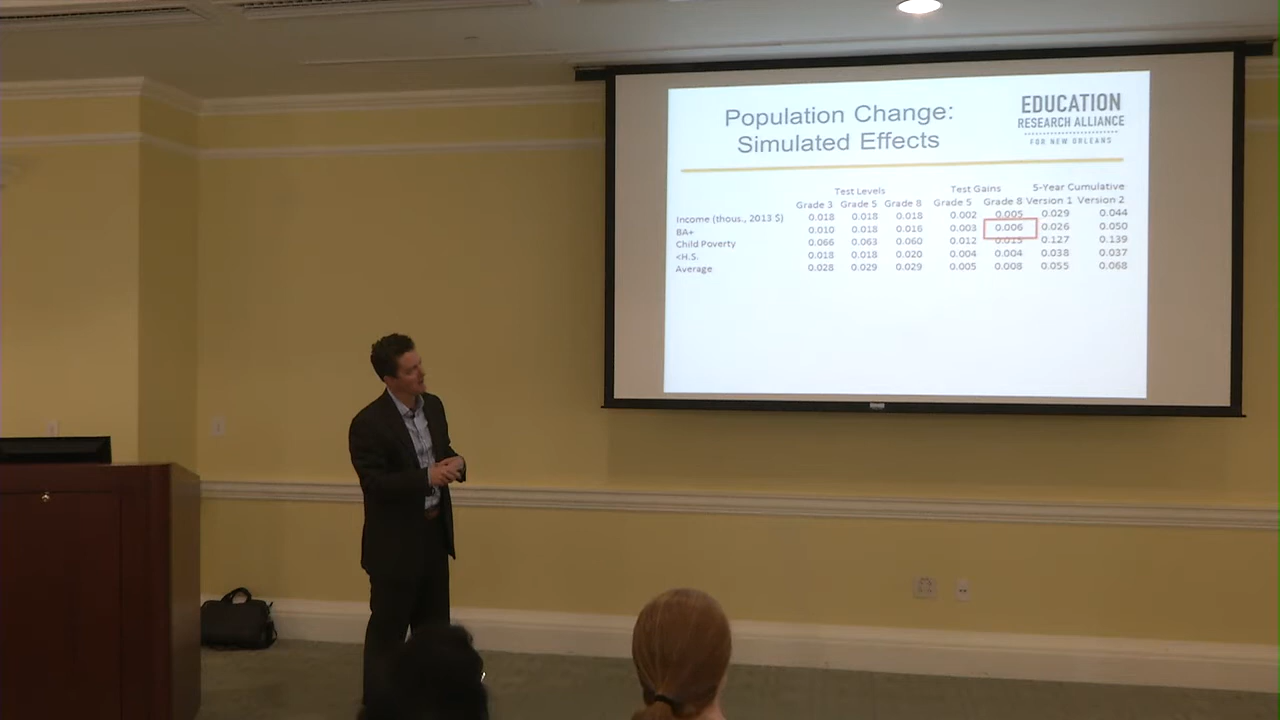 Population Change:
Simulated Effects
EDUCATION
RESEARCH ALLIANCE
FOR NEW ORLEANS
Test Levels Test Gains 5-Year Cumulative
Grade 3 Grade 5 Grade 8 Grade 5 Grade 8 Version 1 Version 2
Income (thous., 2013 $) 0.018 0.018 0.018 0.002 0.005 0.029 0.044
BA+ 0.010 0.018 0.016 0.003 0.006 0.026 0.050
Child Poverty 0.066 0.063 0.060 0.012 0.015 0.127 0.139
<H.S. 0.018 0.018 0.020 0.004 0.004 0.038 0.037
Average 0.028 0.029 0.029 0.005 0.008 0.055 0.068